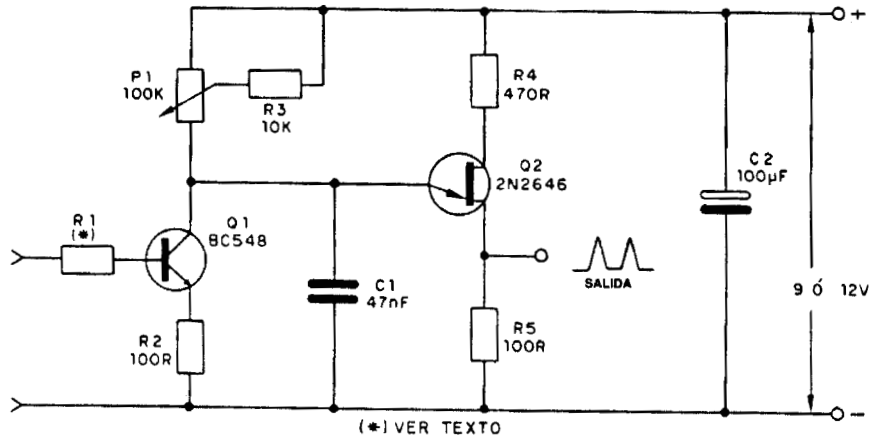 +
P1
100K
R3
10K
R4
470R
Q2
2N2646
C2
100µF
R1
(*)
Q1
BC548
C1
47nF
SALIDA
9 Ó 12V
R2
100R
R5
100R
−
(*) VER TEXTO